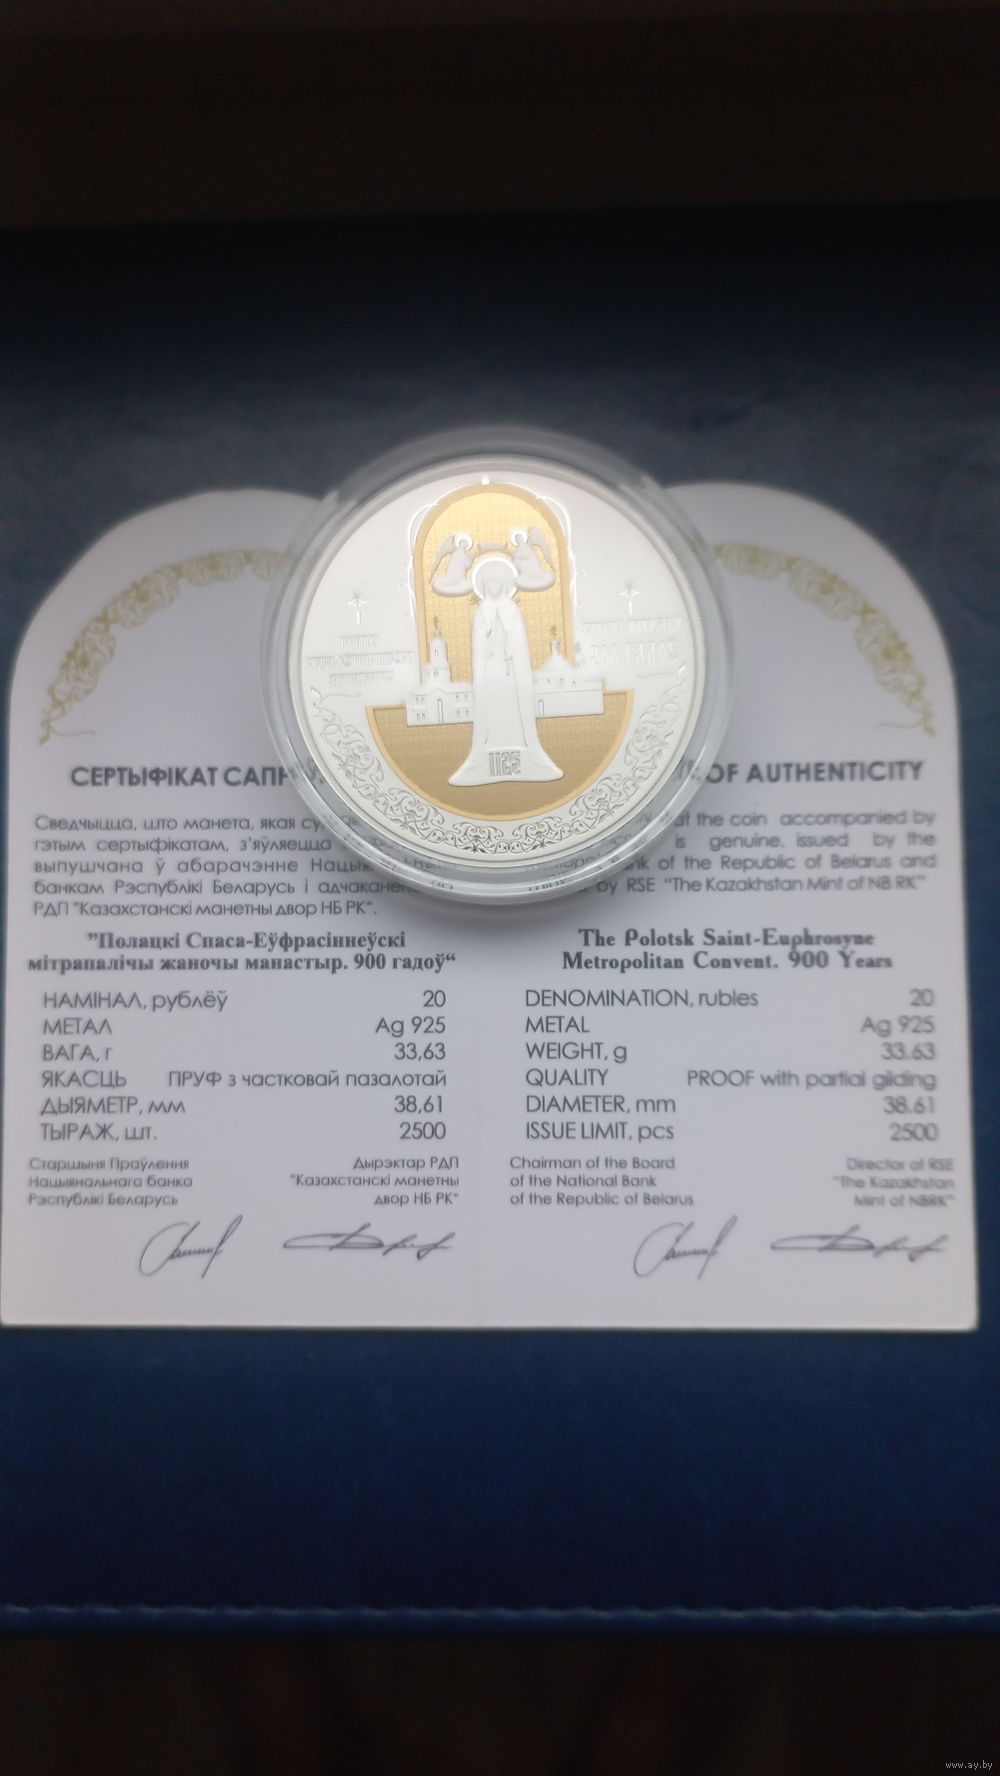 900 ГАДОЎ
1125
СЕРТЫФІКАТ
Сведчыцца, што манета, якая
гэтым сертыфікатам, з'яўляецца
выпушчана ў абарачэнне
банкам Рэспублікі Беларусь і
РДП "Казахстанскі манетны двор НБ РК".
"Полацкі Спаса-Еўфрасіннеўскі
мітрапалічы жаночы манастыр. 900 гадоў“
НАМІНАЛ, рублёў 20
МЕТАЛ Ag 925
ВАГА, г 33,63
ЯКАСЦЬ ПРУФ з частковай пазалотай
ДЫЯМЕТР, мм 38,61
ТЫРАЖ, шт. 2500
Старшыня Праўлення
Нацыянальнага банка
Рэспублікі Беларусь
Дырэктар РДП
"Казахстанскі манетны
двор НБ РК"
OF AUTHENTICITY
the coin accompanied by
is genuine, issued by the
of the Republic of Belarus and
by RSE "The Kazakhstan Mint of NB RK"
The Polotsk Saint-Euphrosyne
Metropolitan Convent. 900 Years
DENOMINATION, rubles 20
METAL Ag 925
WEIGHT, g 33.63
QUALITY PROOF with partial gilding
DIAMETER, mm 38.61
ISSUE LIMIT, pcs 2500
Chairman of the Board
of the National Bank
of the Republic of Belarus
Director of RSE
"The Kazakhstan
Mint of NBRK"
www.ay.by